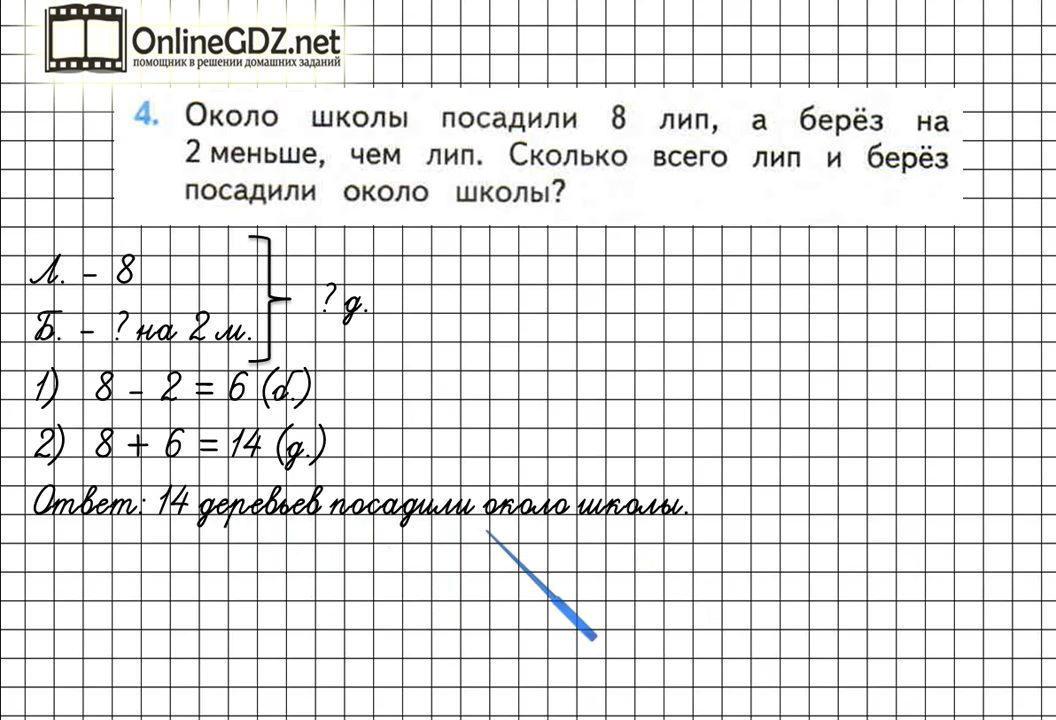 OnlineGDZ.net
помощник в решении домашних заданий
4. Около школы посадили 8 лип, а берёз на
2 меньше, чем лип. Сколько всего лип и берёз
посадили около школы?
Л. – 8
? д.
Б. – ? на 2 м.
1) 8 – 2 = 6 (б.)
2) 8 + 6 = 14 (д.)
Ответ: 14 деревьев посадили около школы.